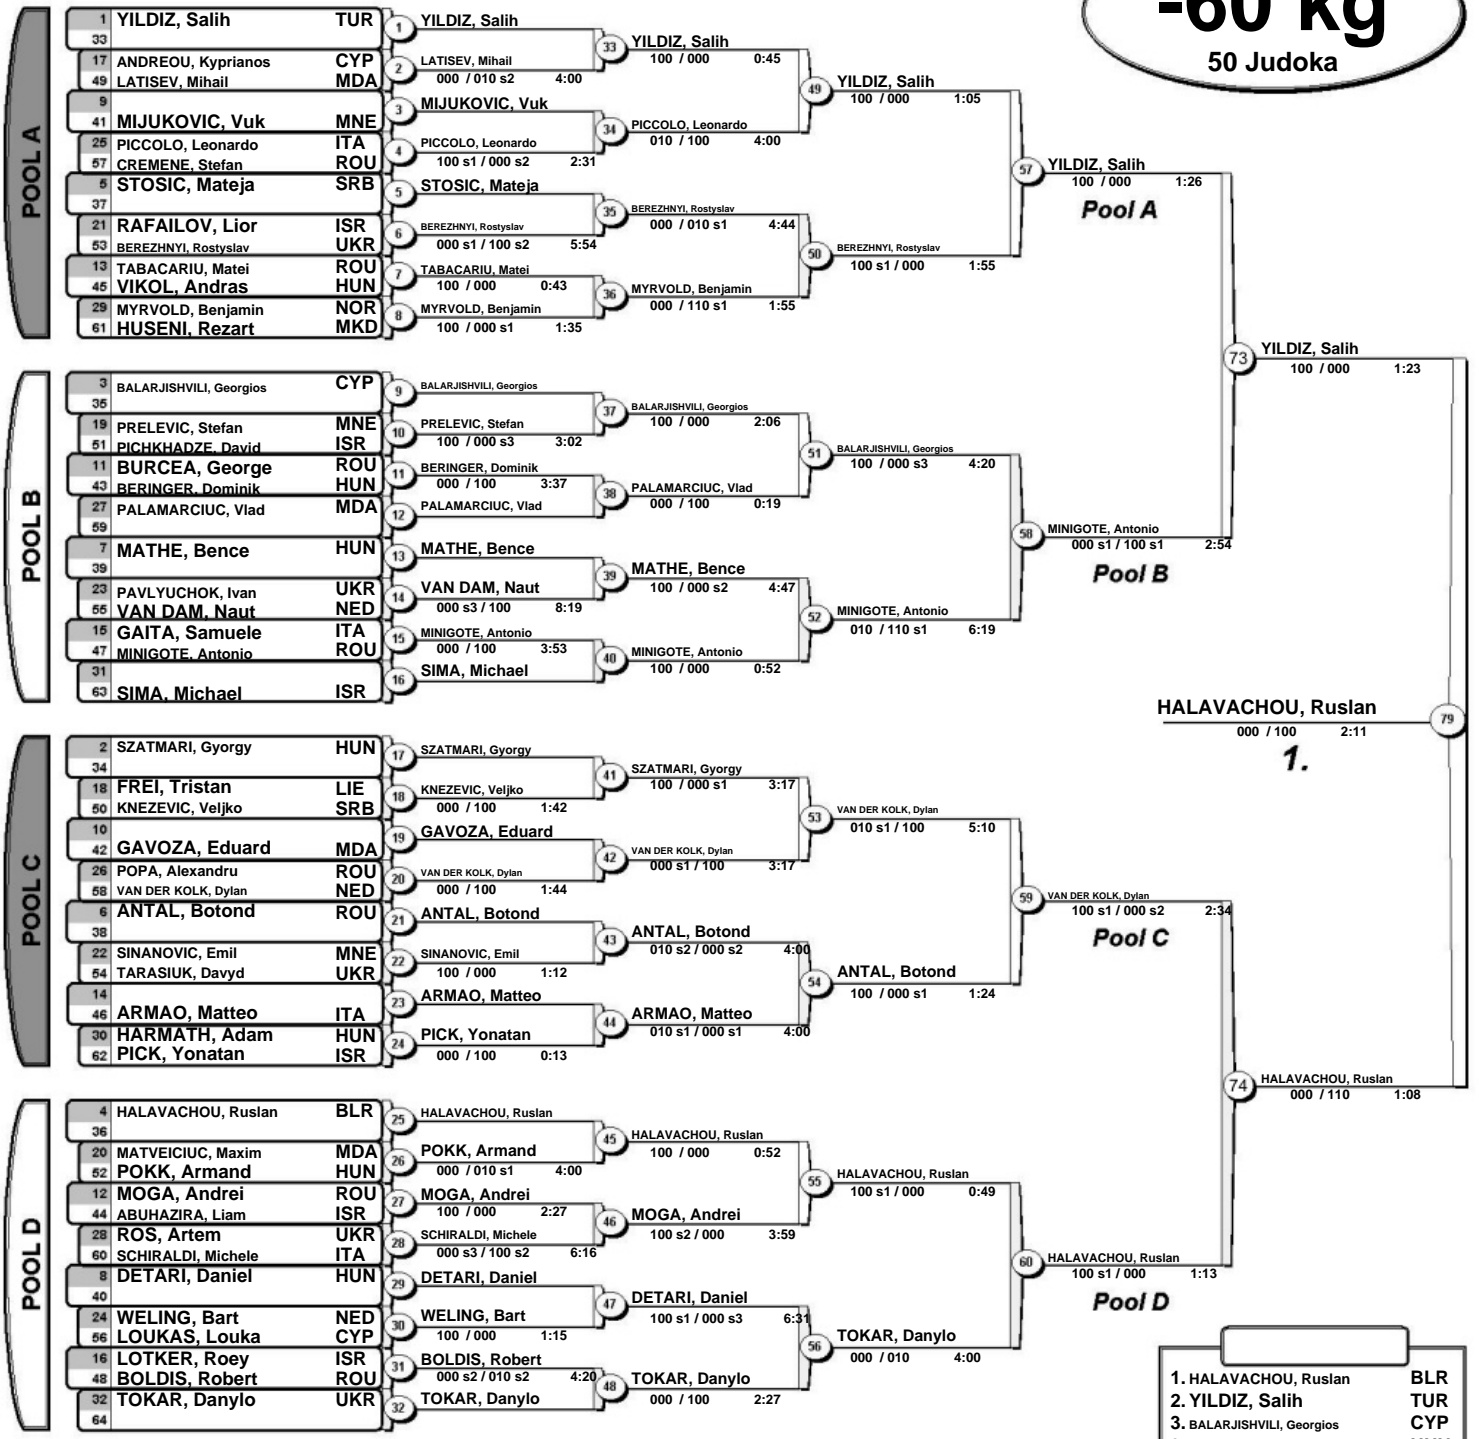 -60 kg
50 Judoka
POOL A
1 YILDIZ, Salih TUR
33
17 ANDREOU, Kyprianos CYP
49 LATISEV, Mihail MDA
9
41 MIJUKOVIC, Vuk MNE
25 PICCOLO, Leonardo ITA
57 CREMENE, Stefan ROU
5 STOSIC, Mateja SRB
37
21 RAFAILOV, Lior ISR
53 BEREZHNYI, Rostyslav UKR
13 TABACARIU, Matei ROU
45 VIKOL, Andras HUN
29 MYRVOLD, Benjamin NOR
61 HUSENI, Rezart MKD
1 YILDIZ, Salih
2 LATISEV, Mihail
000 / 010 s2 4:00
3 MIJUKOVIC, Vuk
4 PICCOLO, Leonardo
100 s1 / 000 s2 2:31
5 STOSIC, Mateja
6 BEREZHNYI, Rostyslav
000 s1 / 100 s2 5:54
7 TABACARIU, Matei
100 / 000 0:43
8 MYRVOLD, Benjamin
100 / 000 s1 1:35
33 YILDIZ, Salih
100 / 000 0:45
34 PICCOLO, Leonardo
010 / 100 4:00
35 BEREZHNYI, Rostyslav
000 / 010 s1 4:44
36 MYRVOLD, Benjamin
000 / 110 s1 1:55
49 YILDIZ, Salih
100 / 000 1:05
50 BEREZHNYI, Rostyslav
100 s1 / 000 1:55
57 YILDIZ, Salih
100 / 000 1:26
Pool A
POOL B
3 BALARJISHVILI, Georgios CYP
35
19 PRELEVIC, Stefan MNE
51 PICHKHADZE, David ISR
11 BURCEA, George ROU
43 BERINGER, Dominik HUN
27 PALAMARCIUC, Vlad MDA
59
7 MATHE, Bence HUN
39
23 PAVLYUCHOK, Ivan UKR
55 VAN DAM, Naut NED
15 GAITA, Samuele ITA
47 MINIGOTE, Antonio ROU
31
63 SIMA, Michael ISR
9 BALARJISHVILI, Georgios
10 PRELEVIC, Stefan
100 / 000 s3 3:02
11 BERINGER, Dominik
000 / 100 3:37
12 PALAMARCIUC, Vlad
13 MATHE, Bence
14 VAN DAM, Naut
000 s3 / 100 8:19
15 MINIGOTE, Antonio
000 / 100 3:53
16 SIMA, Michael
37 BALARJISHVILI, Georgios
100 / 000 2:06
38 PALAMARCIUC, Vlad
000 / 100 0:19
39 MATHE, Bence
100 / 000 s2 4:47
40 MINIGOTE, Antonio
100 / 000 0:52
51 BALARJISHVILI, Georgios
100 / 000 s3 4:20
52 MINIGOTE, Antonio
010 / 110 s1 6:19
58 MINIGOTE, Antonio
000 s1 / 100 s1 2:54
Pool B
73 YILDIZ, Salih
100 / 000 1:23
HALAVACHOU, Ruslan 79
000 / 100 2:11
1.
POOL C
2 SZATMARI, Gyorgy HUN
34
18 FREI, Tristan LIE
50 KNEZEVIC, Veljko SRB
10
42 GAVOZA, Eduard MDA
26 POPA, Alexandru ROU
58 VAN DER KOLK, Dylan NED
6 ANTAL, Botond ROU
38
22 SINANOVIC, Emil MNE
54 TARASIUK, Davyd UKR
14
46 ARMAO, Matteo ITA
30 HARMATH, Adam HUN
62 PICK, Yonatan ISR
17 SZATMARI, Gyorgy
18 KNEZEVIC, Veljko
000 / 100 1:42
19 GAVOZA, Eduard
20 VAN DER KOLK, Dylan
000 / 100 1:44
21 ANTAL, Botond
22 SINANOVIC, Emil
100 / 000 1:12
23 ARMAO, Matteo
24 PICK, Yonatan
000 / 100 0:13
41 SZATMARI, Gyorgy
100 / 000 s1 3:17
42 VAN DER KOLK, Dylan
000 s1 / 100 3:17
43 ANTAL, Botond
010 s2 / 000 s2 4:00
44 ARMAO, Matteo
010 s1 / 000 s1 4:00
53 VAN DER KOLK, Dylan
010 s1 / 100 5:10
54 ANTAL, Botond
100 / 000 s1 1:24
59 VAN DER KOLK, Dylan
100 s1 / 000 s2 2:34
Pool C
POOL D
4 HALAVACHOU, Ruslan BLR
36
20 MATVEICIUC, Maxim MDA
52 POKK, Armand HUN
12 MOGA, Andrei ROU
44 ABUHAZIRA, Liam ISR
28 ROS, Artem UKR
60 SCHIRALDI, Michele ITA
8 DETARI, Daniel HUN
40
24 WELING, Bart NED
56 LOUKAS, Louka CYP
16 LOTKER, Roey ISR
48 BOLDIS, Robert ROU
32 TOKAR, Danylo UKR
64
25 HALAVACHOU, Ruslan
26 POKK, Armand
000 / 010 s1 4:00
27 MOGA, Andrei
100 / 000 2:27
28 SCHIRALDI, Michele
000 s3 / 100 s2 6:16
29 DETARI, Daniel
30 WELING, Bart
100 / 000 1:15
31 BOLDIS, Robert
000 s2 / 010 s2 4:20
32 TOKAR, Danylo
45 HALAVACHOU, Ruslan
100 / 000 0:52
46 MOGA, Andrei
100 s2 / 000 3:59
47 DETARI, Daniel
100 s1 / 000 s3 6:31
48 TOKAR, Danylo
000 / 100 2:27
55 HALAVACHOU, Ruslan
100 s1 / 000 0:49
56 TOKAR, Danylo
000 / 010 4:00
60 HALAVACHOU, Ruslan
100 s1 / 000 1:13
Pool D
74 HALAVACHOU, Ruslan
000 / 110 1:08
1. HALAVACHOU, Ruslan BLR
2. YILDIZ, Salih TUR
3. BALARJISHVILI, Georgios CYP